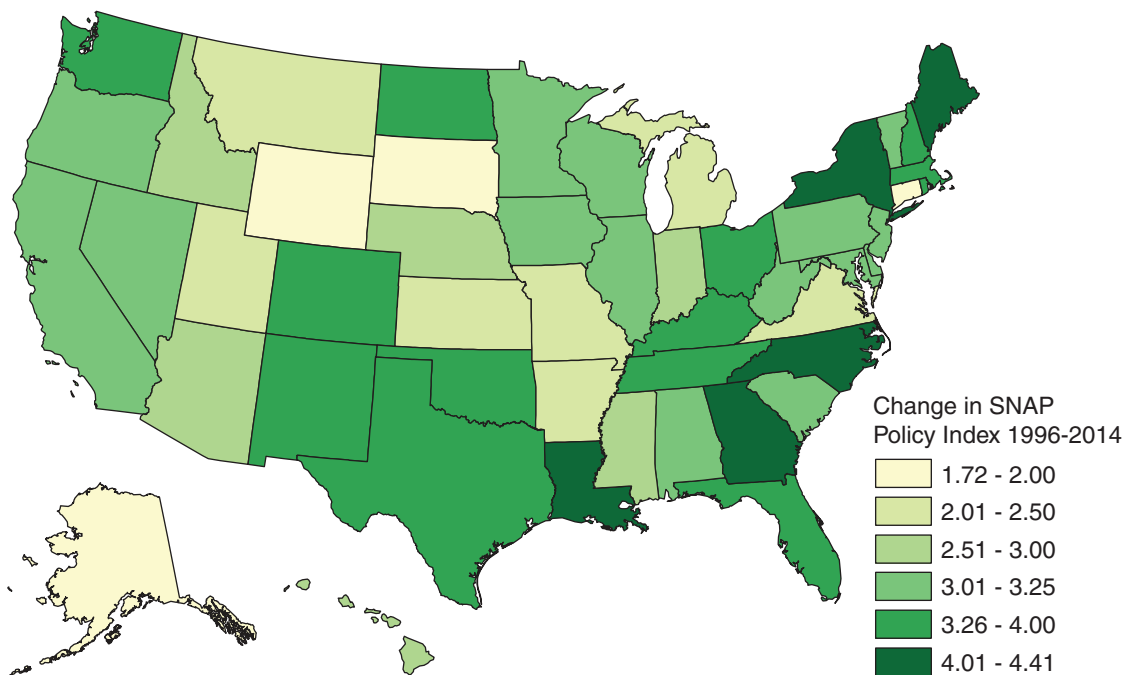 Change in SNAP
Policy Index 1996-2014
1.72 - 2.00
2.01 - 2.50
2.51 - 3.00
3.01 - 3.25
3.26 - 4.00
4.01 - 4.41